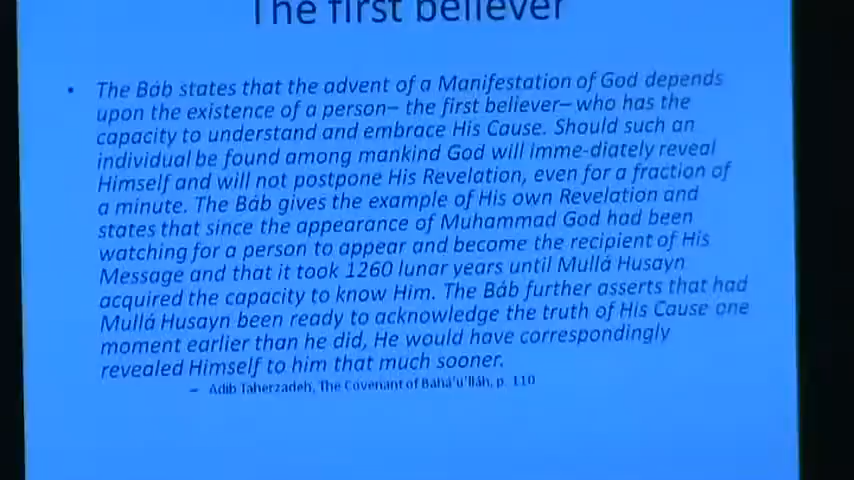 The first believer
• The Báb states that the advent of a Manifestation of God depends
upon the existence of a person– the first believer– who has the
capacity to understand and embrace His Cause. Should such an
individual be found among mankind God will imme-diately reveal
Himself and will not postpone His Revelation, even for a fraction of
a minute. The Báb gives the example of His own Revelation and
states that since the appearance of Muhammad God had been
watching for a person to appear and become the recipient of His
Message and that it took 1260 lunar years until Mullá Husayn
acquired the capacity to know Him. The Báb further asserts that had
Mullá Husayn been ready to acknowledge the truth of His Cause one
moment earlier than he did, He would have correspondingly
revealed Himself to him that much sooner.
– Adib Taherzadeh, The Covenant of Bahá'u'lláh, p. 110